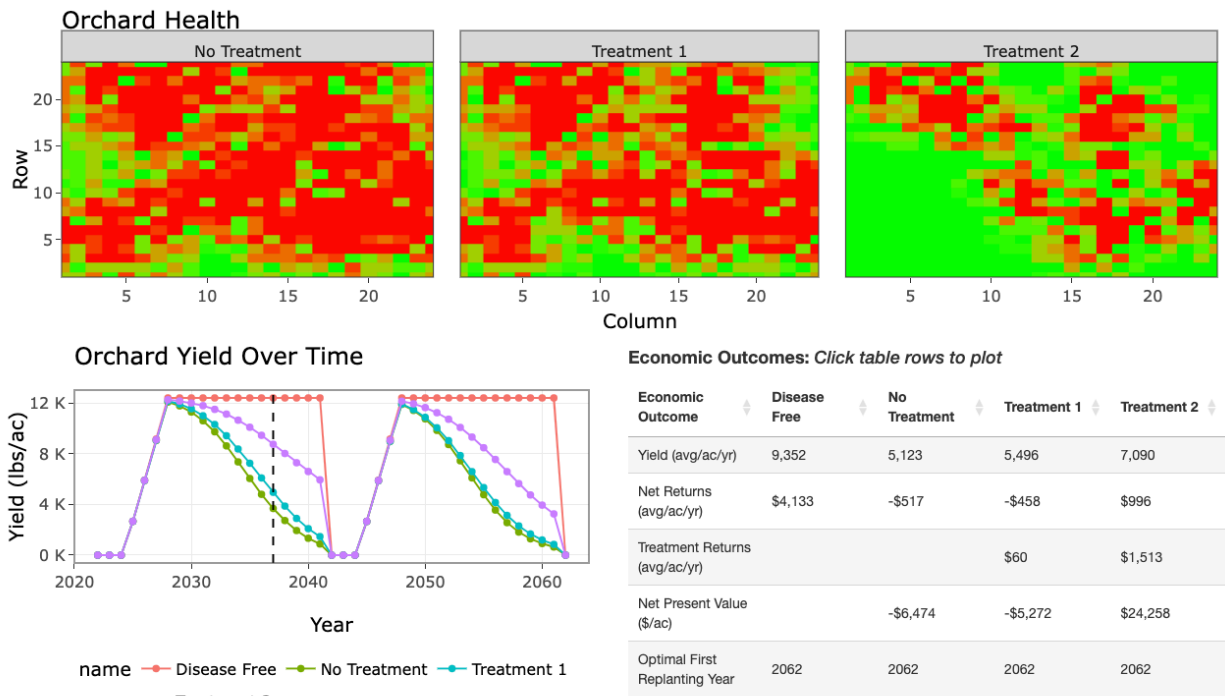 Orchard Health
No Treatment
Treatment 1
Treatment 2
Row
20
15
10
5
5 10 15 20
5 10 15 20
5 10 15 20
Column
Orchard Yield Over Time
Yield (lbs/ac)
12 K
8 K
4 K
0 K
2020 2030 2040 2050 2060
Year
name Disease Free No Treatment Treatment 1
Economic Outcomes: Click table rows to plot
Economic Outcome Disease Free No Treatment Treatment 1 Treatment 2
Yield (avg/ac/yr) 9,352 5,123 5,496 7,090
Net Returns (avg/ac/yr) $4,133 -$517 -$458 $996
Treatment Returns (avg/ac/yr) $60 $1,513
Net Present Value ($/ac) -$6,474 -$5,272 $24,258
Optimal First Replanting Year 2062 2062 2062 2062